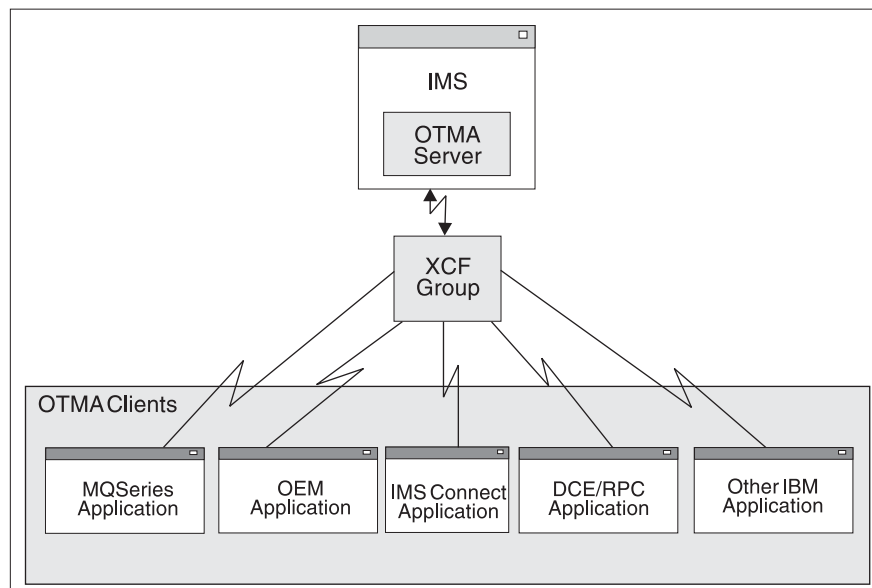 IMS
OTMA
Server
XCF
Group
OTMA Clients
MQSeries
Application
OEM
Application
IMS Connect
Application
DCE/RPC
Application
Other IBM
Application